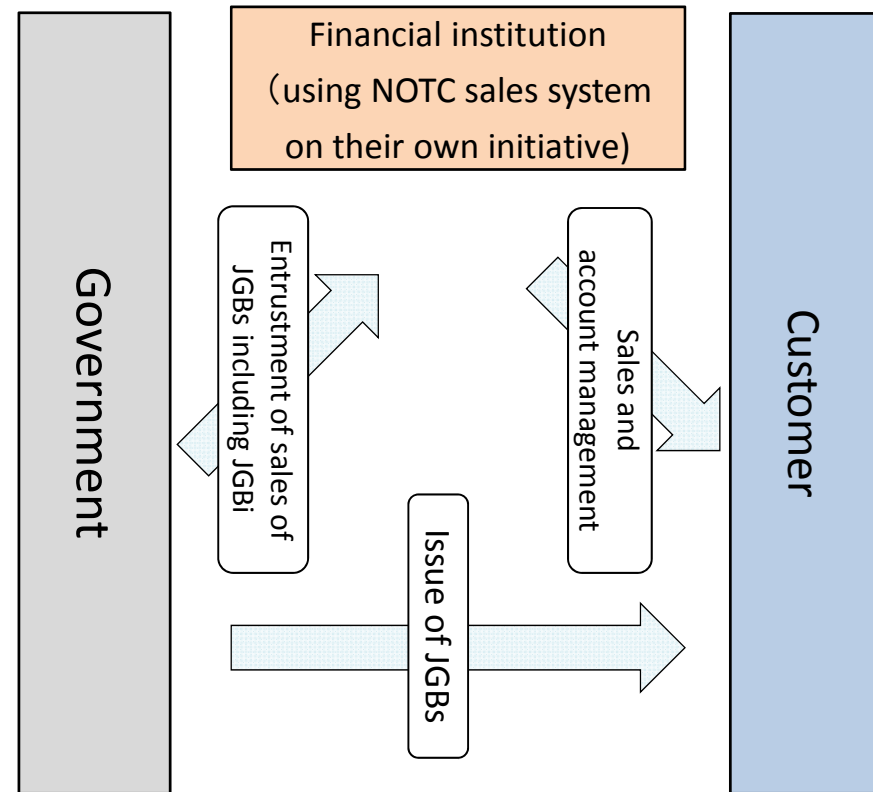 Financial institution
（using NOTC sales system
on their own initiative)
Government
Entrustment of sales of
JGBs including JGBi
Sales and
account management
Customer
Issue of JGBs